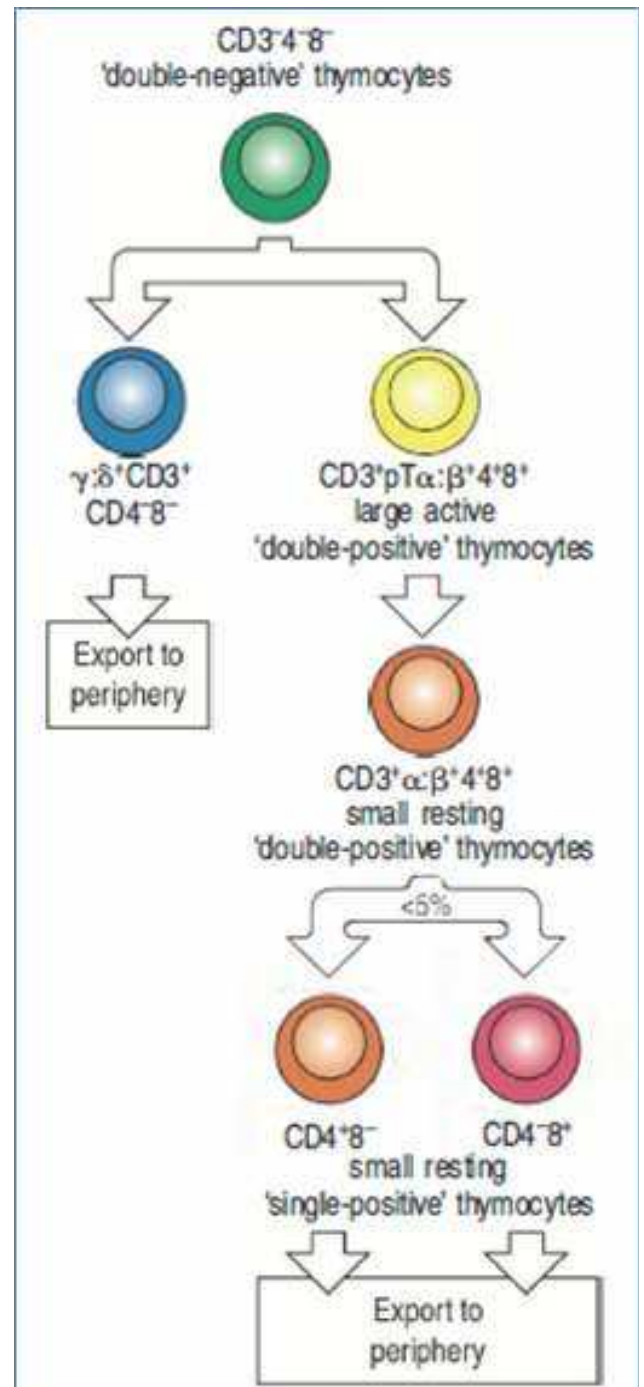 CD3⁻4⁻8⁻
'double-negative' thymocytes
γ:δ⁺CD3⁺
CD4⁻8⁻
Export to
periphery
CD3⁺pTα:β⁺4⁺8⁺
large active
'double-positive' thymocytes
CD3⁺α:β⁺4⁺8⁺
small resting
'double-positive' thymocytes
<5%
CD4⁺8⁻
CD4⁻8⁺
small resting
'single-positive' thymocytes
Export to
periphery